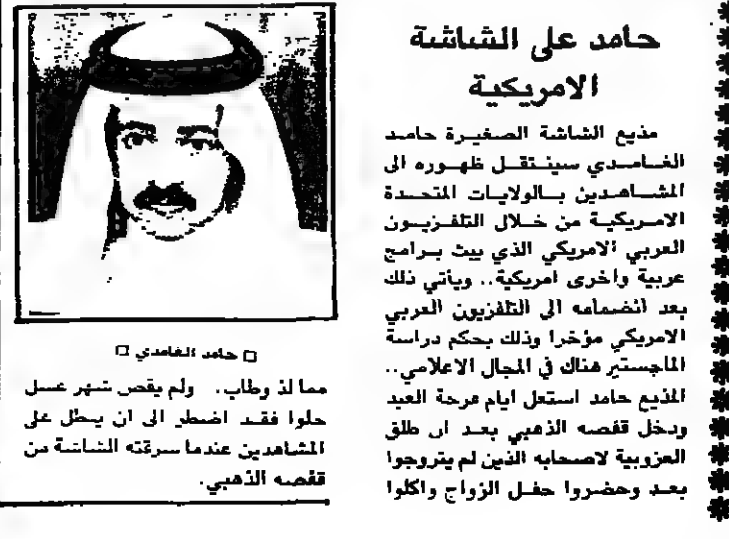 حامد على الشاشة
الامريكية
مذيع الشاشة الصغيرة حامد
الغامدي سينتقل ظهوره الى
المشاهدين بالولايات المتحدة
الامريكية من خلال التلفزيون
العربي الامريكي الذي يبث برامج
عربية واخرى امريكية.. ويأتي ذلك
بعد انضمامه الى التلفزيون العربي
الامريكي مؤخرا وذلك بحكم دراسة
الماجستير هناك في المجال الاعلامي..
المذيع حامد استغل ايام فرحة العيد
ودخل قفصه الذهبي بعد ان طلق
العزوبية لاصحابه الذين لم يتزوجوا
بعد وحضروا حفل الزواج واكلوا
□ حامد الغامدي □
مما لذ وطاب. ولم يقض شهر عسل
حلوا فقد اضطر الى ان يطل على
المشاهدين عندما سرقته الشاشة من
قفصه الذهبي.